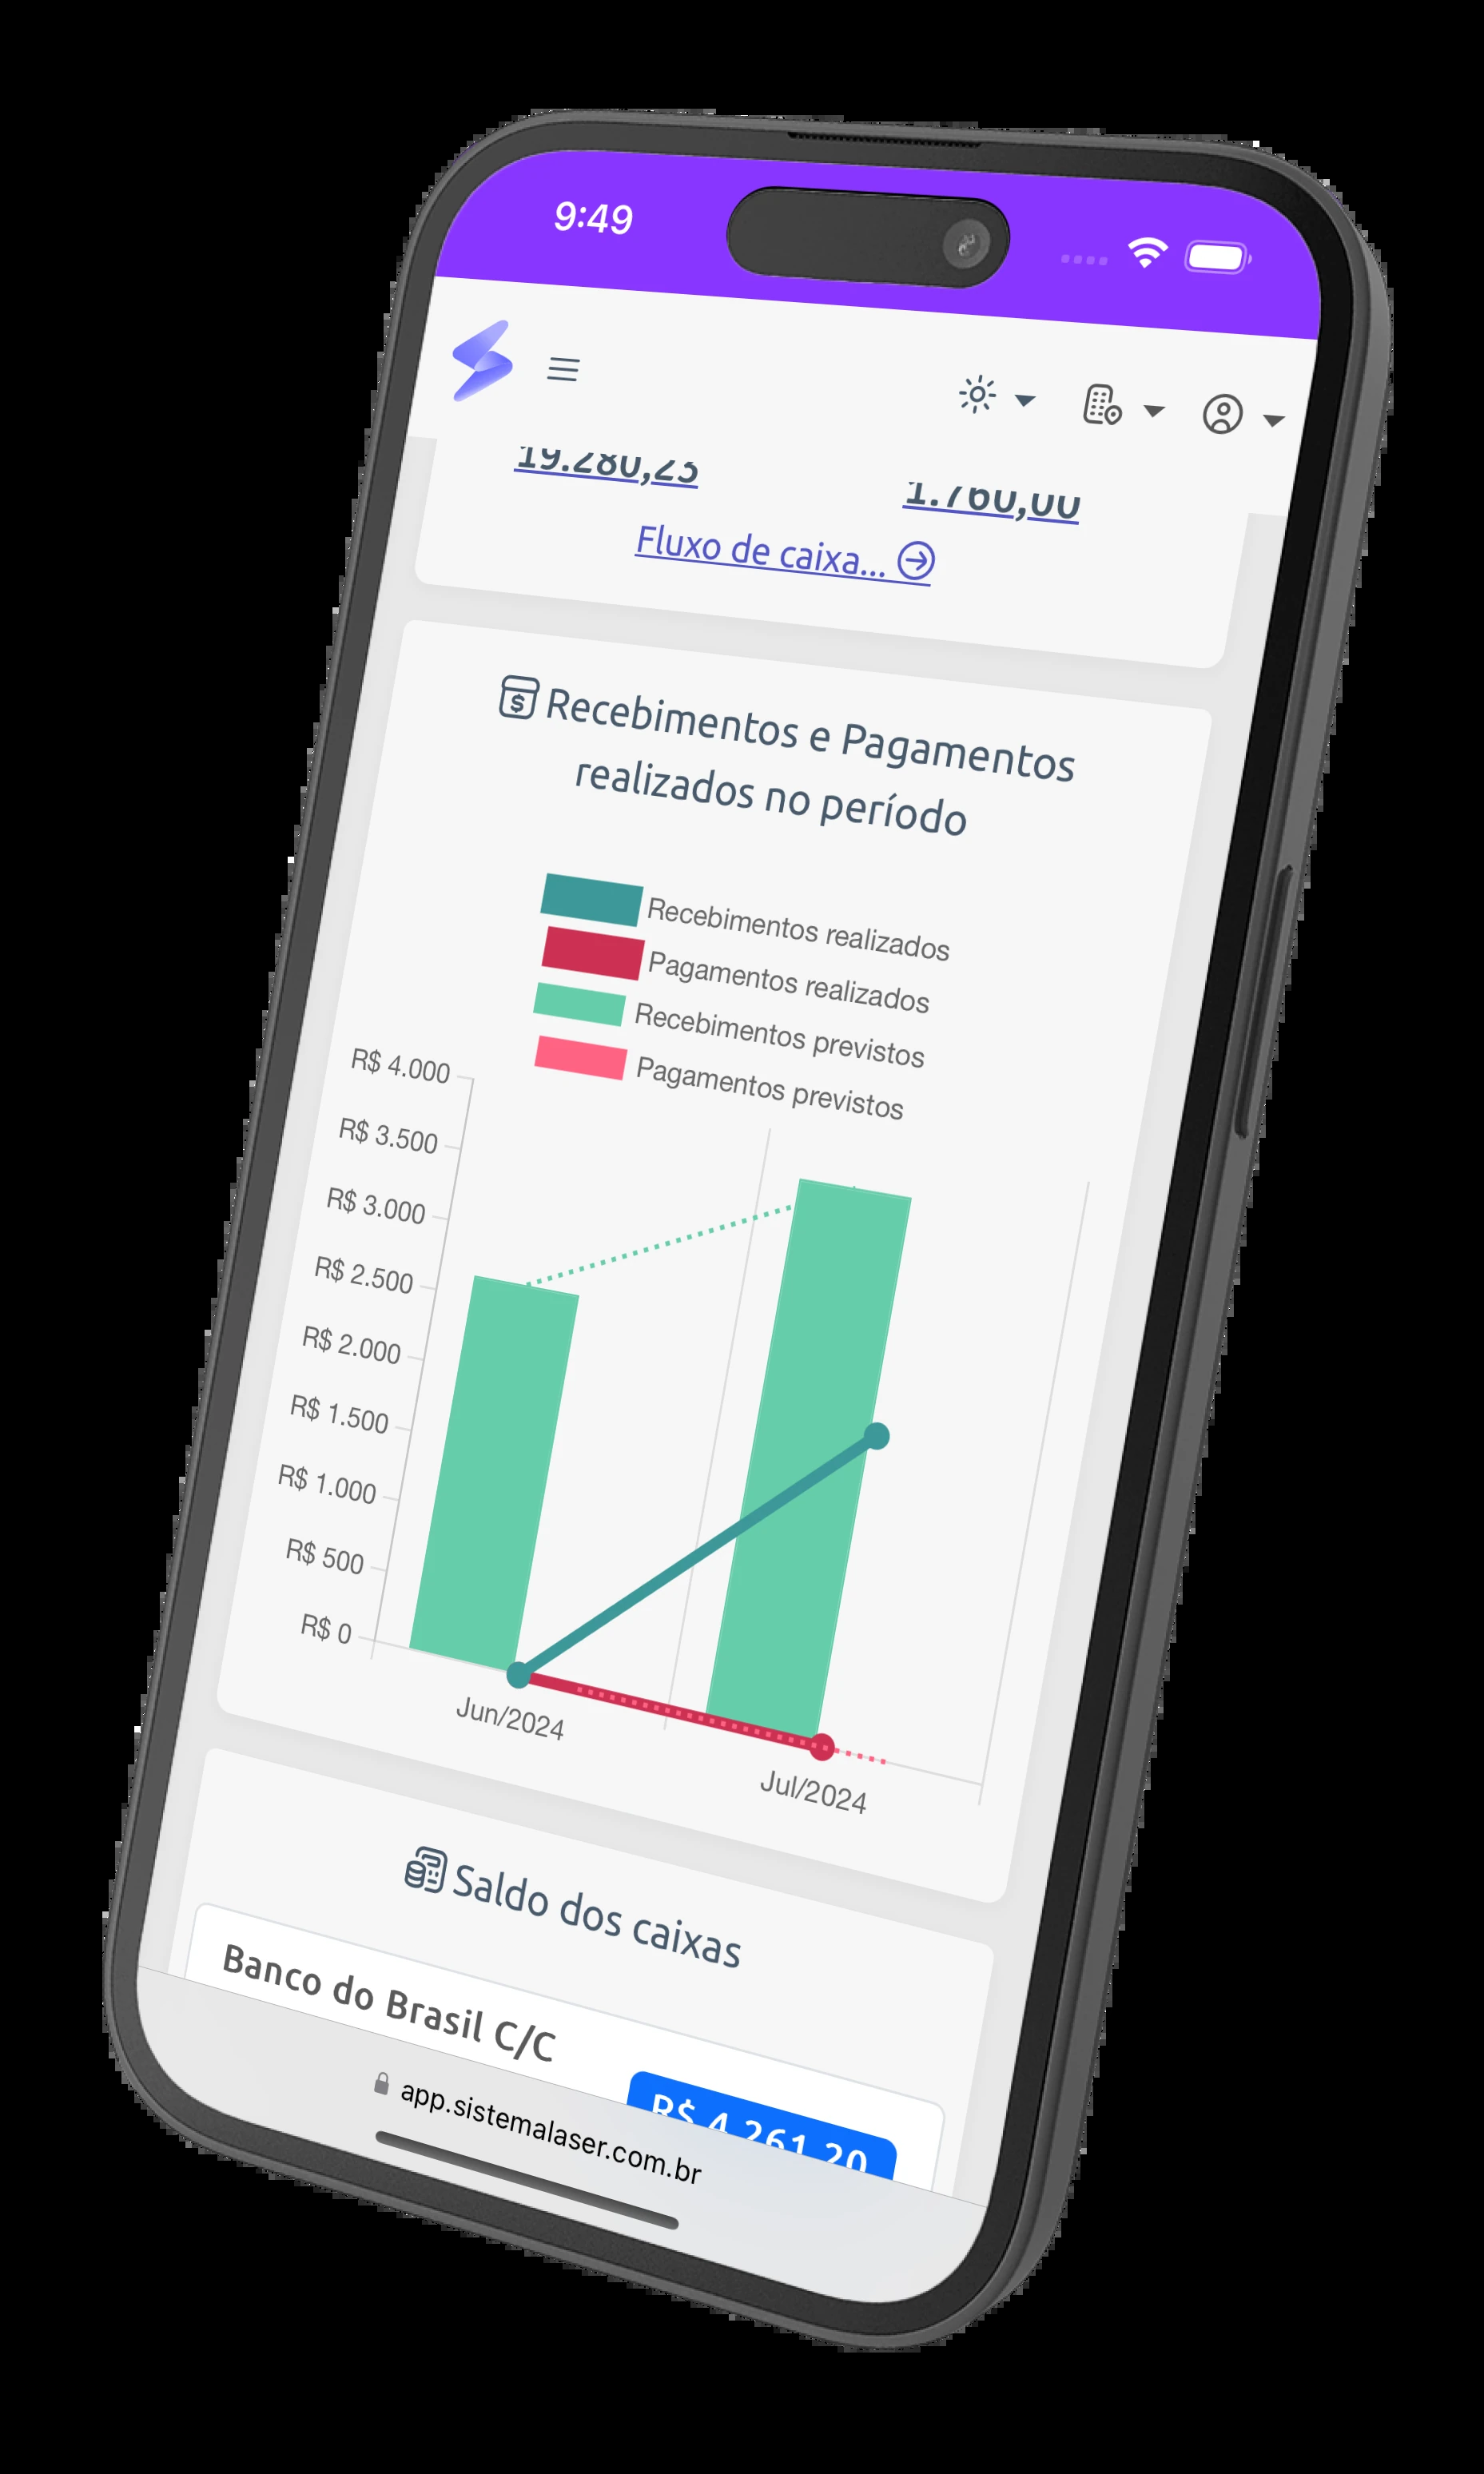 9:49
19.280,23
1.760,00
Fluxo de caixa...
Recebimentos e Pagamentos
realizados no período
Recebimentos realizados
Pagamentos realizados
Recebimentos previstos
Pagamentos previstos
R$ 4.000
R$ 3.500
R$ 3.000
R$ 2.500
R$ 2.000
R$ 1.500
R$ 1.000
R$ 500
R$ 0
Jun/2024
Jul/2024
Saldo dos caixas
Banco do Brasil C/C
R$ 4.261,20
app.sistemalaser.com.br